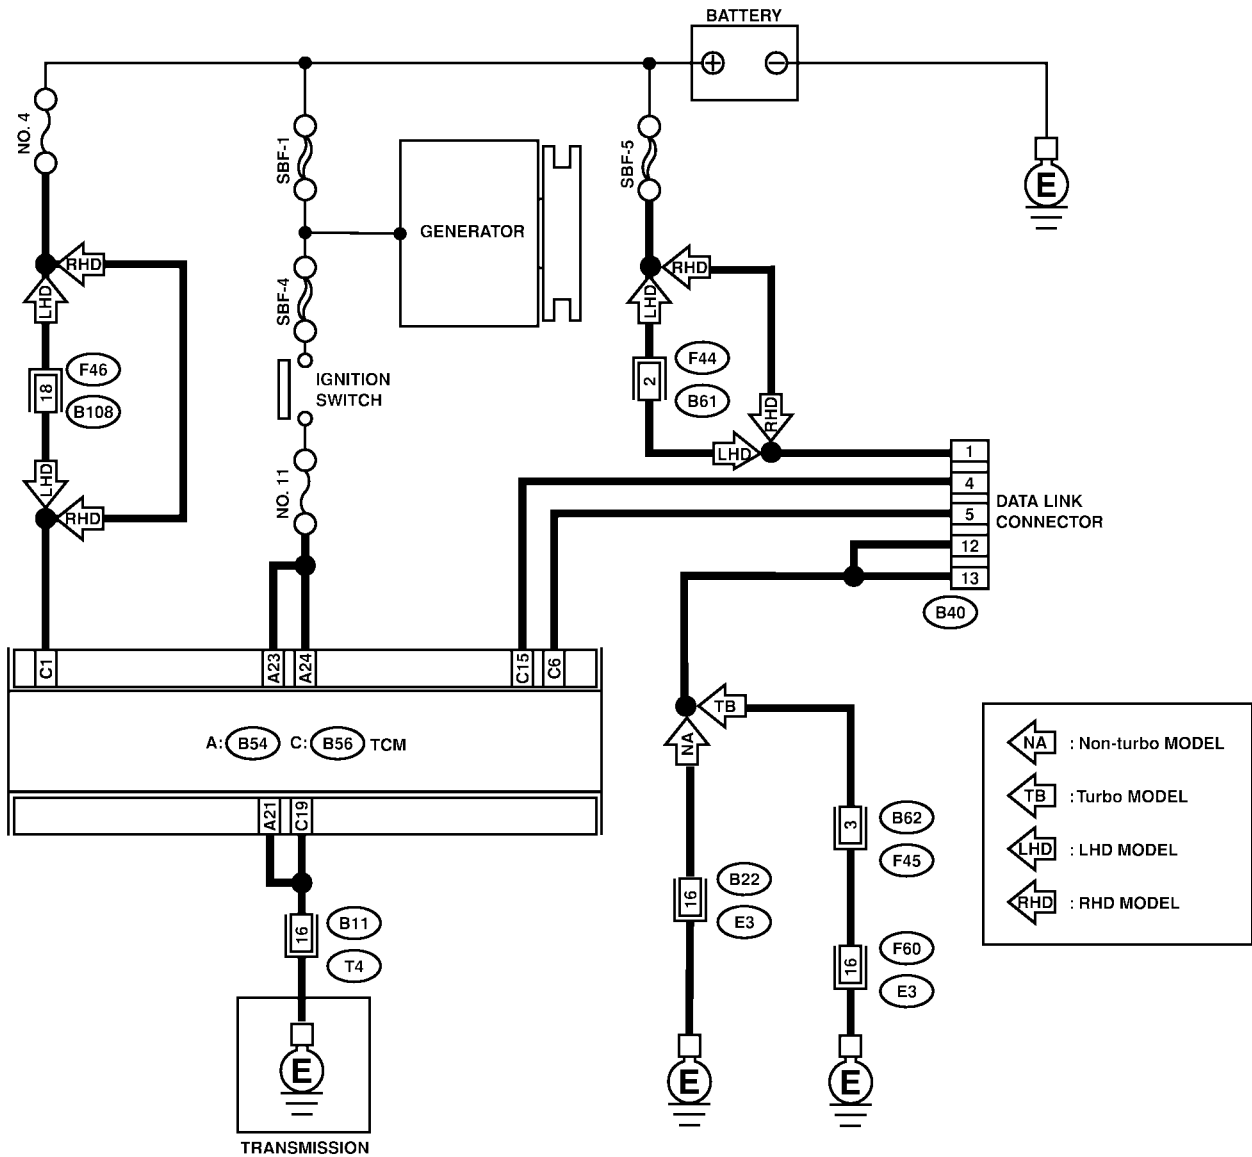 BATTERY
NO. 4
SBF-1
SBF-5
E
GENERATOR
RHD
RHD
LHD
SBF-4
LHD
F46
18
B108
IGNITION
SWITCH
F44
2
B61
RHD
LHD
LHD
RHD
NO. 11
1
4
5
12
13
DATA LINK
CONNECTOR
B40
C1
A23
A24
C15
C6
A: B54 C: B56 TCM
TB
NA
NA : Non-turbo MODEL
TB : Turbo MODEL
LHD : LHD MODEL
RHD : RHD MODEL
A21
C19
3
B62
F45
16
B22
E3
16
B11
T4
16
F60
E3
E
E
E
TRANSMISSION